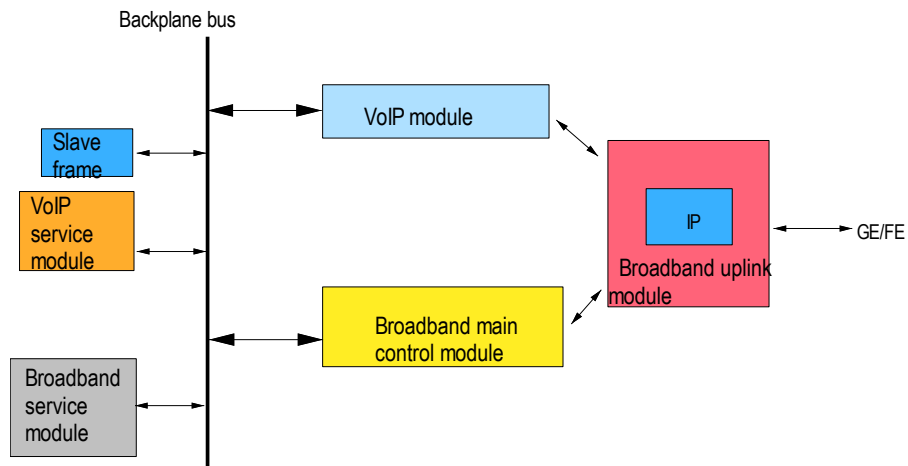 Backplane bus
VoIP module
Slave
frame
VoIP
service
module
IP
GE/FE
Broadband uplink
module
Broadband main
control module
Broadband
service
module